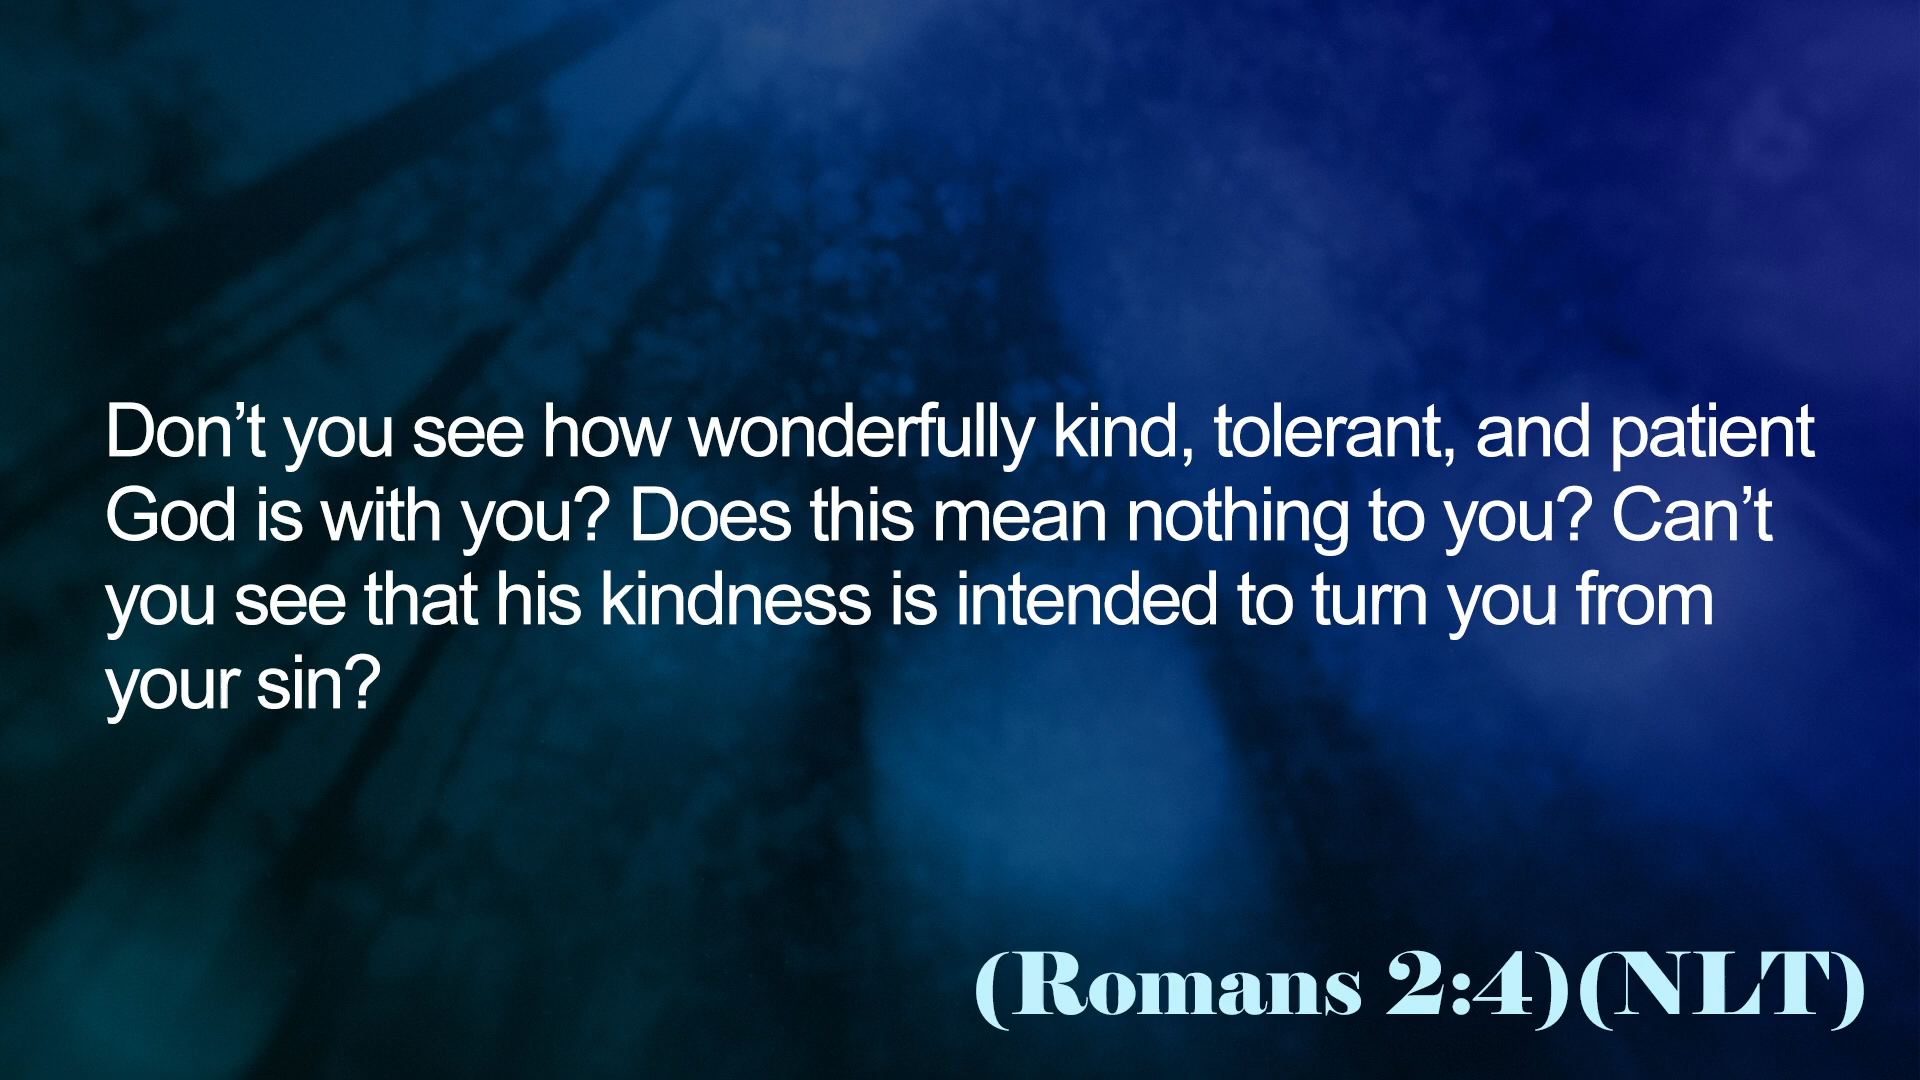 Don’t you see how wonderfully kind, tolerant, and patient
God is with you? Does this mean nothing to you? Can’t
you see that his kindness is intended to turn you from
your sin?
(Romans 2:4)(NLT)